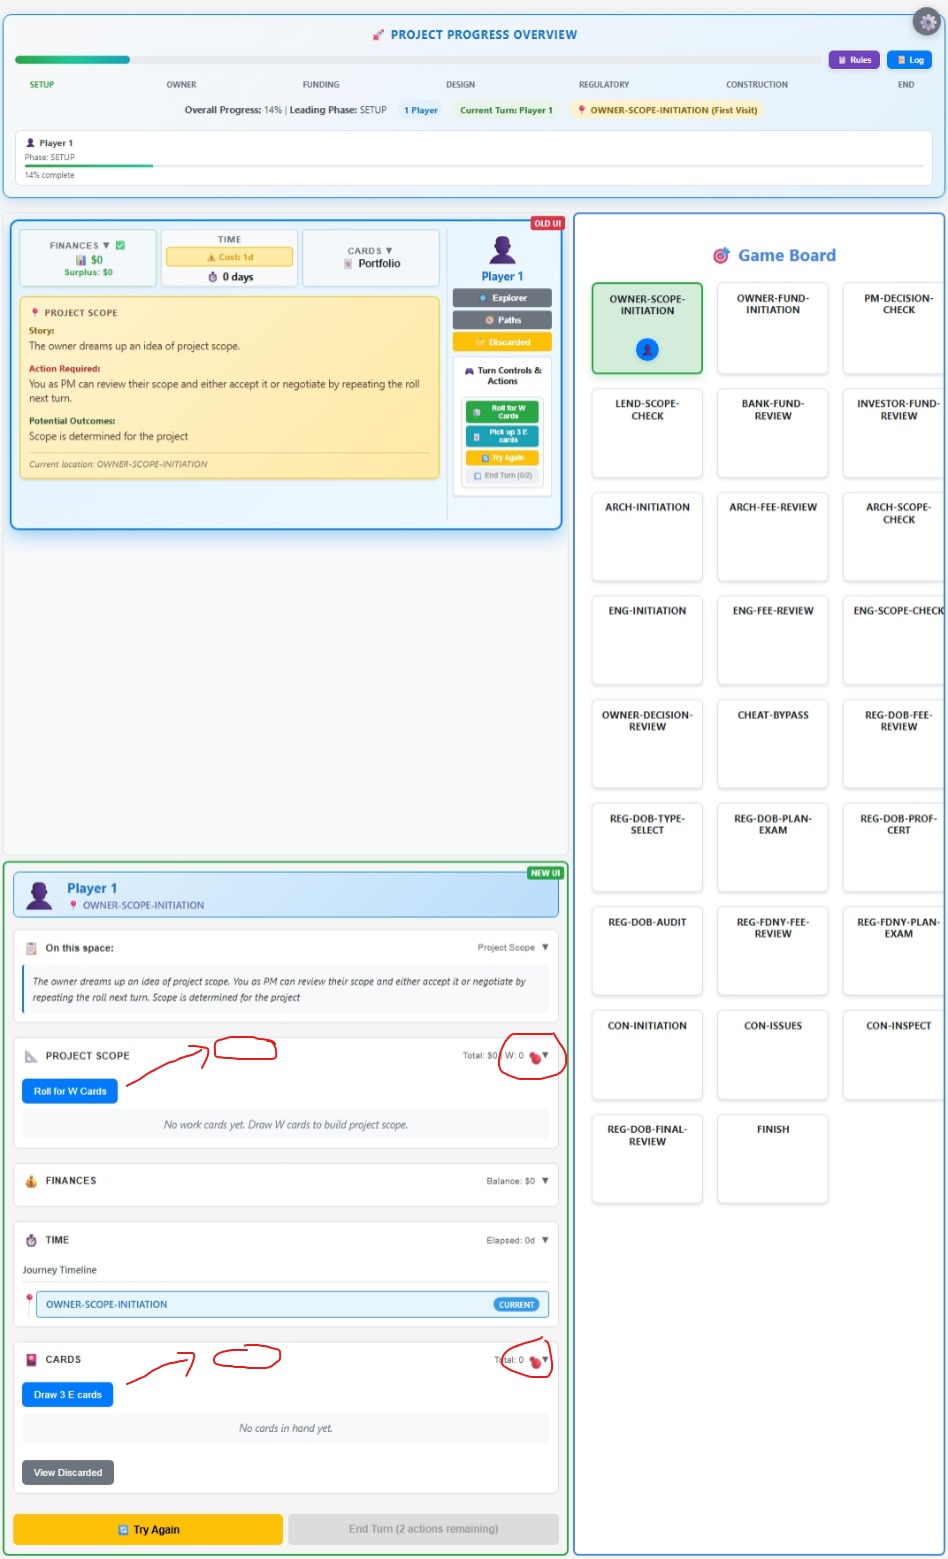 PROJECT PROGRESS OVERVIEW
Rules
Log
SETUP
OWNER
FUNDING
DESIGN
REGULATORY
CONSTRUCTION
END
Overall Progress: 14% | Leading Phase: SETUP
1 Player
Current Turn: Player 1
OWNER-SCOPE-INITIATION (First Visit)
Player 1
Phase: SETUP
14% complete
OLD UI
FINANCES ▼
$0
Surplus: $0
TIME
Cost: 1d
0 days
CARDS ▼
Portfolio
Player 1
Explorer
Paths
Discarded
Turn Controls &
Actions
Roll for W
Cards
Pick up 3 E
cards
Try Again
End Turn (0/2)
PROJECT SCOPE
Story:
The owner dreams up an idea of project scope.
Action Required:
You as PM can review their scope and either accept it or negotiate by repeating the roll
next turn.
Potential Outcomes:
Scope is determined for the project
Current location: OWNER-SCOPE-INITIATION
NEW UI
Player 1
OWNER-SCOPE-INITIATION
On this space:
Project Scope ▼
The owner dreams up an idea of project scope. You as PM can review their scope and either accept it or negotiate by
repeating the roll next turn. Scope is determined for the project
PROJECT SCOPE
Total: $0 | W: 0 ▼
Roll for W Cards
No work cards yet. Draw W cards to build project scope.
FINANCES
Balance: $0 ▼
TIME
Elapsed: 0d ▼
Journey Timeline
OWNER-SCOPE-INITIATION
CURRENT
CARDS
Total: 0 ▼
Draw 3 E cards
No cards in hand yet.
View Discarded
Try Again
End Turn (2 actions remaining)
Game Board
OWNER-SCOPE-
INITIATION
OWNER-FUND-
INITIATION
PM-DECISION-
CHECK
LEND-SCOPE-
CHECK
BANK-FUND-
REVIEW
INVESTOR-FUND-
REVIEW
ARCH-INITIATION
ARCH-FEE-REVIEW
ARCH-SCOPE-
CHECK
ENG-INITIATION
ENG-FEE-REVIEW
ENG-SCOPE-CHECK
OWNER-DECISION-
REVIEW
CHEAT-BYPASS
REG-DOB-FEE-
REVIEW
REG-DOB-TYPE-
SELECT
REG-DOB-PLAN-
EXAM
REG-DOB-PROF-
CERT
REG-DOB-AUDIT
REG-FDNY-FEE-
REVIEW
REG-FDNY-PLAN-
EXAM
CON-INITIATION
CON-ISSUES
CON-INSPECT
REG-DOB-FINAL-
REVIEW
FINISH